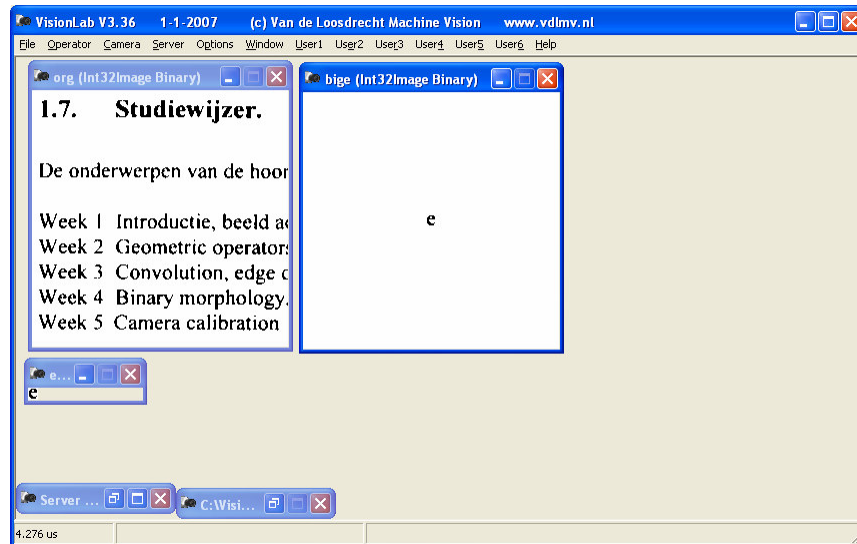 VisionLab V3.36 1-1-2007 (c) Van de Loosdrecht Machine Vision www.vdlmv.nl
File Operator Camera Server Options Window User1 User2 User3 User4 User5 User6 Help
org (Int32Image Binary)
1.7. Studiewijzer.
De onderwerpen van de hoor
Week 1 Introductie, beeld a
Week 2 Geometric operators
Week 3 Convolution, edge
Week 4 Binary morphology.
Week 5 Camera calibration
bige (Int32Image Binary)
e
e...
e
Server ...
C:\Visi...
4.276 us